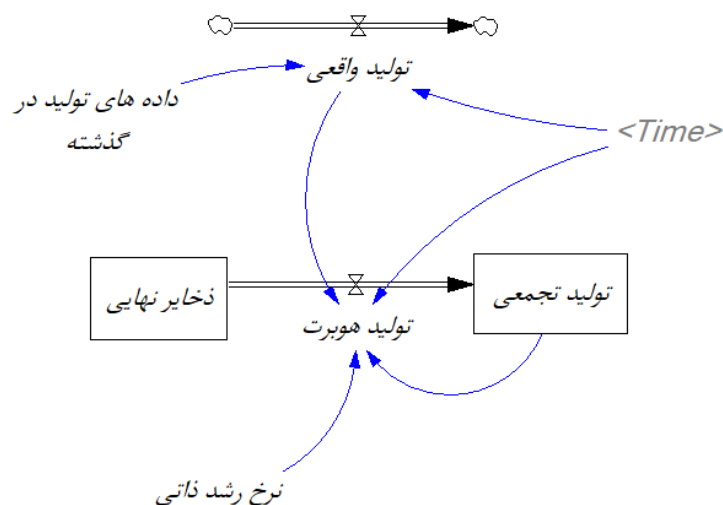 تولید واقعی
داده های تولید در
گذشته
<Time>
ذخایر نهایی
تولید تجمعی
تولید هوبرت
نرخ رشد ذاتی